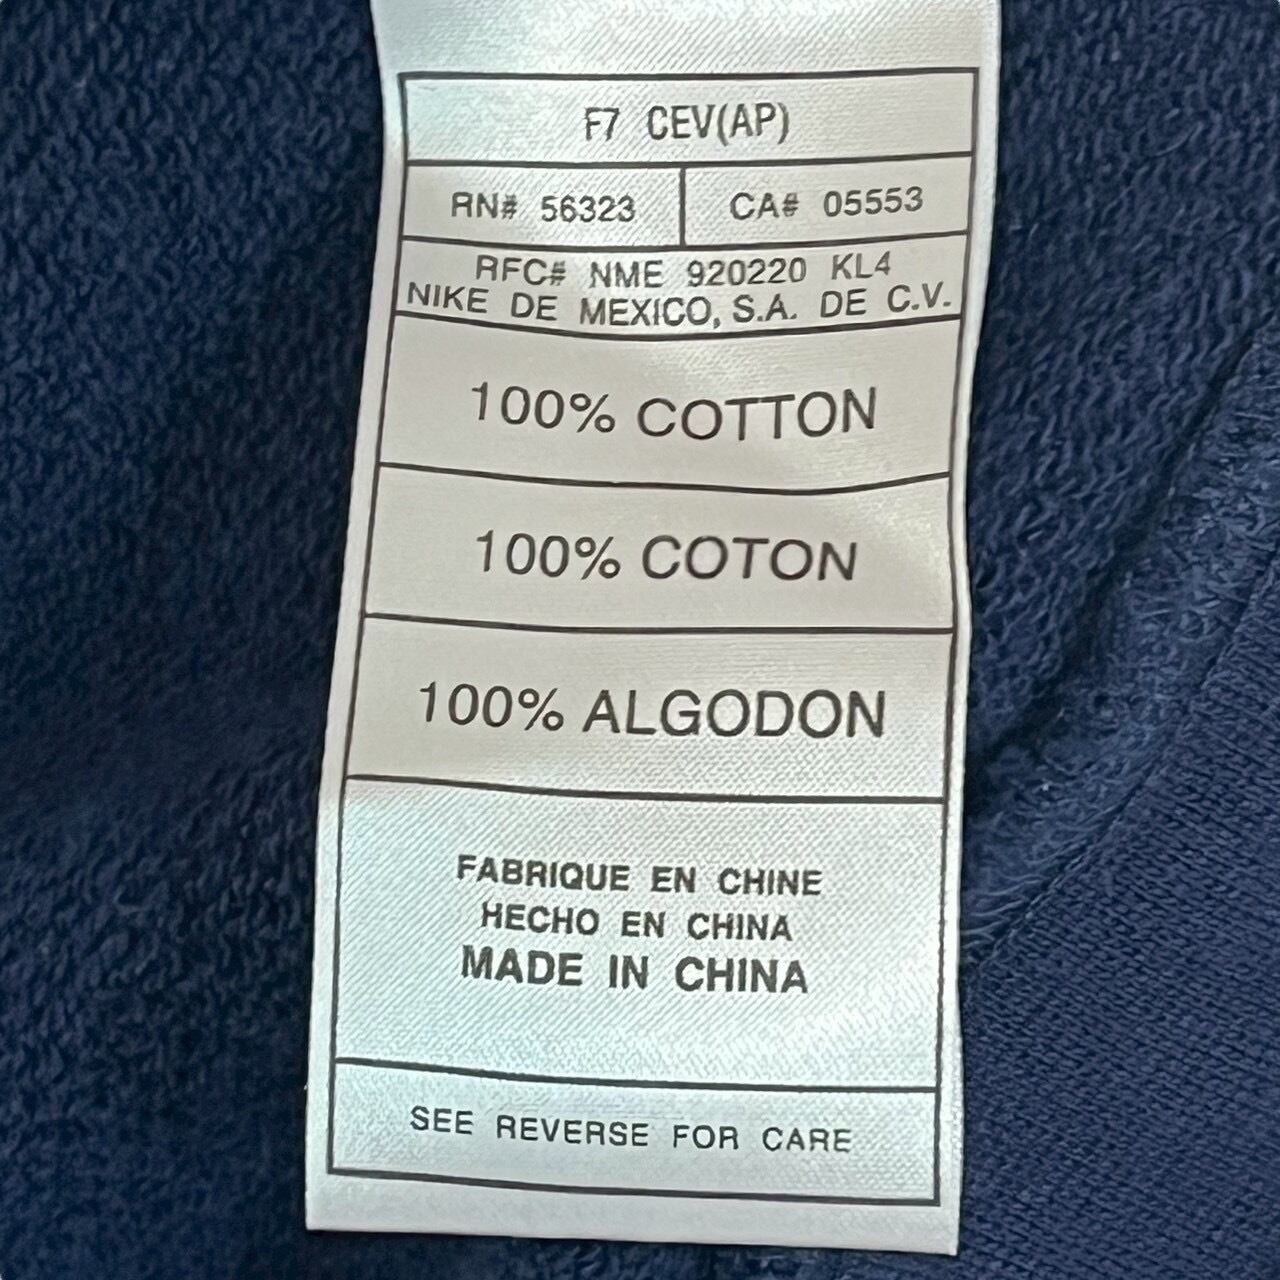 F7 CEV(AP)
RN# 56323 CA# 05553
RFC# NME 920220 KL4
NIKE DE MEXICO, S.A. DE C.V.
100% COTTON
100% COTON
100% ALGODON
FABRIQUE EN CHINE
HECHO EN CHINA
MADE IN CHINA
SEE REVERSE FOR CARE